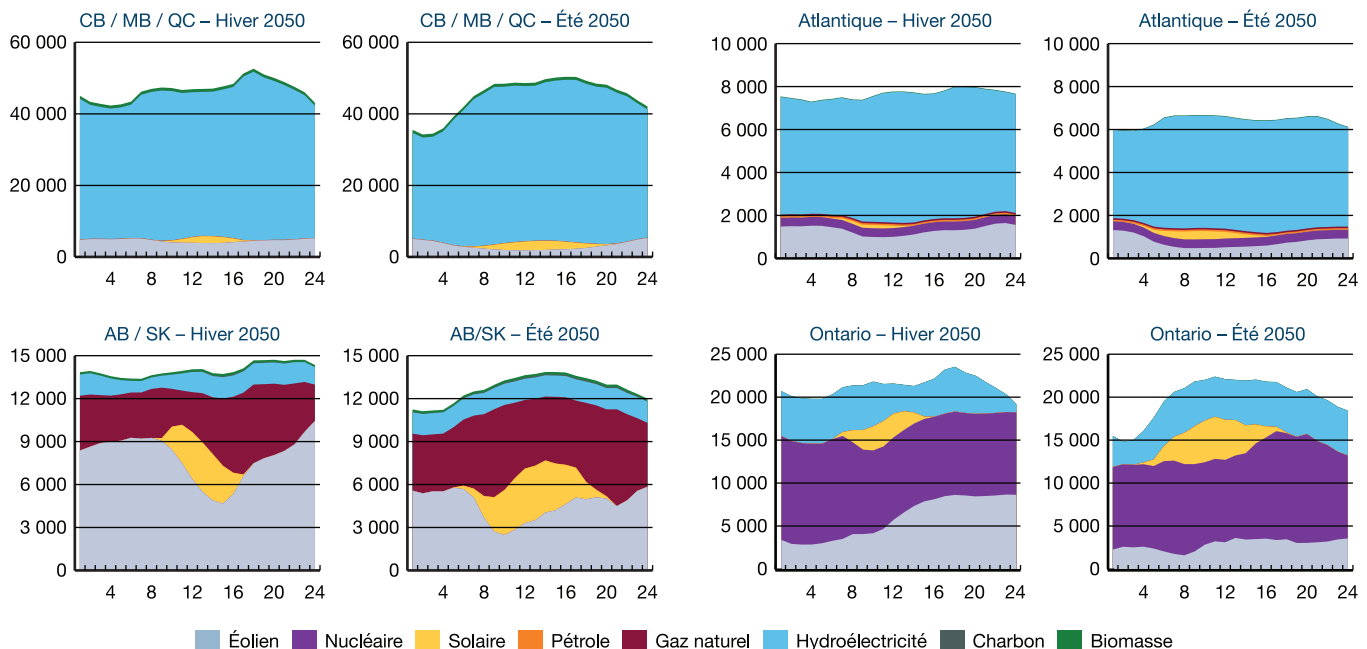 CB / MB / QC – Hiver 2050
60 000
40 000
20 000
0
4 8 12 16 20 24
CB / MB / QC – Été 2050
60 000
40 000
20 000
0
4 8 12 16 20 24
Atlantique – Hiver 2050
10 000
8 000
6 000
4 000
2 000
0
4 8 12 16 20 24
Atlantique – Été 2050
10 000
8 000
6 000
4 000
2 000
0
4 8 12 16 20 24
AB / SK – Hiver 2050
15 000
12 000
9 000
6 000
3 000
0
4 8 12 16 20 24
AB/SK – Été 2050
15 000
12 000
9 000
6 000
3 000
0
4 8 12 16 20 24
Ontario – Hiver 2050
25 000
20 000
15 000
10 000
5 000
0
4 8 12 16 20 24
Ontario – Été 2050
25 000
20 000
15 000
10 000
5 000
0
4 8 12 16 20 24
Éolien Nucléaire Solaire Pétrole Gaz naturel Hydroélectricité Charbon Biomasse